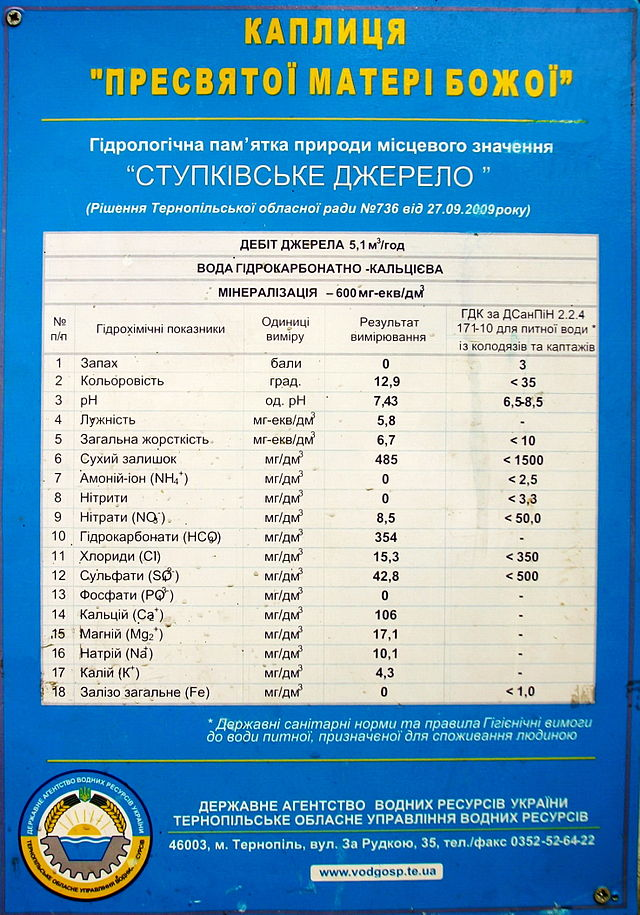 КАПЛИЦЯ
"ПРЕСВЯТОЇ МАТЕРІ БОЖОЇ”
Гідрологічна пам’ятка природи місцевого значення
“СТУПКІВСЬКЕ ДЖЕРЕЛО ”
(Рішення Тернопільської обласної ради №736 від 27.09.2009року)
ДЕБІТ ДЖЕРЕЛА 5,1 м³/год
ВОДА ГІДРОКАРБОНАТНО -КАЛЬЦІЄВА
МІНЕРАЛІЗАЦІЯ – 600 мг-екв/дм³
№ п/п Гідрохімічні показники Одиниці виміру Результат вимірювання ГДК за ДСанПіН 2.2.4 171-10 для питної води * із колодязів та каптажів
1 Запах бали 0 3
2 Кольоровість град. 12,9 < 35
3 рН од. рН 7,43 6,5-8,5
4 Лужність мг-екв/дм³ 5,8 -
5 Загальна жорсткість мг-екв/дм³ 6,7 < 10
6 Сухий залишок мг/дм³ 485 < 1500
7 Амоній-іон (NH₄⁺) мг/дм³ 0 < 2,5
8 Нітрити мг/дм³ 0 < 3,3
9 Нітрати (NO₃⁻) мг/дм³ 8,5 < 50,0
10 Гідрокарбонати (HCO₃) мг/дм³ 354 -
11 Хлориди (Cl) мг/дм³ 15,3 < 350
12 Сульфати (SO₄²⁻) мг/дм³ 42,8 < 500
13 Фосфати (PO₄³⁻) мг/дм³ 0 -
14 Кальцій (Ca⁺) мг/дм³ 106 -
15 Магній (Mg₂⁺) мг/дм³ 17,1 -
16 Натрій (Na⁺) мг/дм³ 10,1 -
17 Калій (К⁺) мг/дм³ 4,3 -
18 Залізо загальне (Fe) мг/дм³ 0 < 1,0
* Державні санітарні норми та правила Гігієнічні вимоги
до води питної, призначеної для споживання людиною
ДЕРЖАВНЕ АГЕНТСТВО ВОДНИХ РЕСУРСІВ УКРАЇНИ
ТЕРНОПІЛЬСЬКЕ ОБЛАСНЕ УПРАВЛІННЯ ВОДНИХ РЕСУРСІВ
46003, м. Тернопіль, вул. За Рудкою, 35, тел./факс 0352-52-64-22
www.vodgosp.te.ua
ДЕРЖАВНЕ АГЕНТСТВО ВОДНИХ РЕСУРСІВ УКРАЇНИ
ТЕРНОПІЛЬСЬКЕ ОБЛАСНЕ УПРАВЛІННЯ